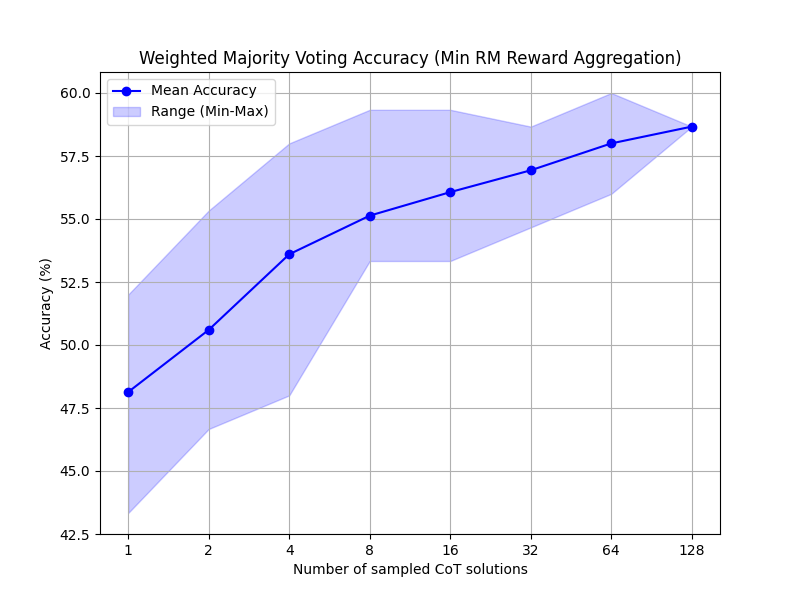 Weighted Majority Voting Accuracy (Min RM Reward Aggregation)
Mean Accuracy
Range (Min-Max)
60.0
57.5
55.0
52.5
50.0
47.5
45.0
42.5
Accuracy (%)
1 2 4 8 16 32 64 128
Number of sampled CoT solutions